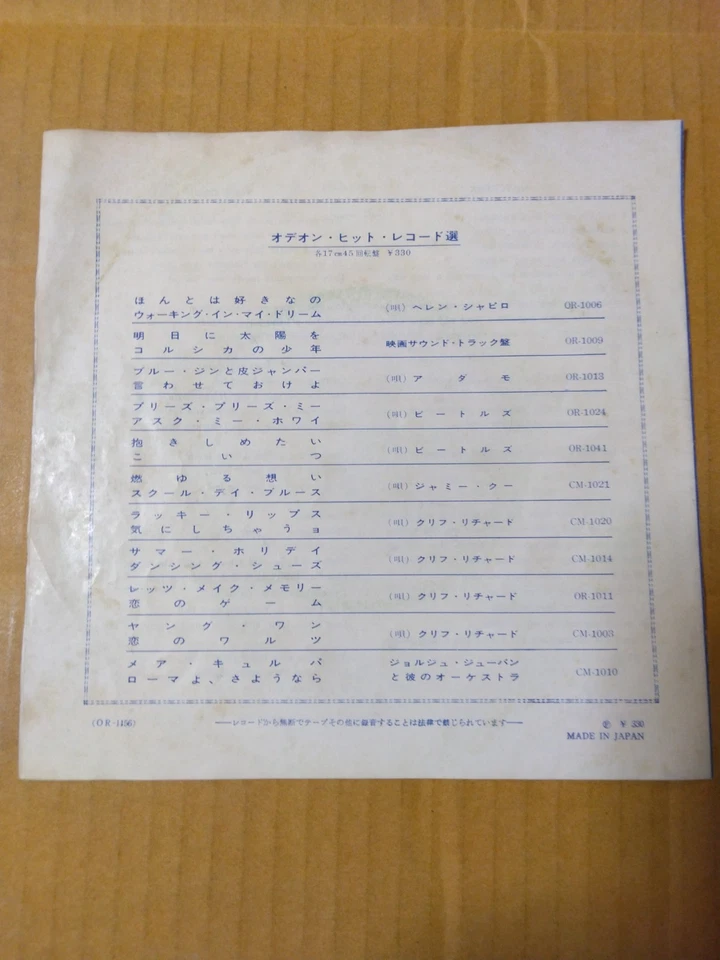 オデオン・ヒット・レコード選
各17cm45回転盤 ¥330
ほんとは好きなの
ウォーキング・イン・マイ・ドリーム
(唄) ヘレン・シャピロ
OR-1006
明日に太陽を
コルシカの少年
映画サウンド・トラック盤
OR-1009
ブルー・ジンと皮ジャンパー
言わせておけよ
(唄) アダモ
OR-1013
プリーズ・プリーズ・ミー
アスク・ミー・ホワイ
(唄) ビートルズ
OR-1024
抱きしめたい
こいつ
(唄) ビートルズ
OR-1041
燃ゆる想い
スクール・デイ・ブルース
(唄) ジャミー・クー
CM-1021
ラッキー・リップス
気にしちゃうョ
(唄) クリフ・リチャード
CM-1020
サマー・ホリデイ
ダンシング・シューズ
(唄) クリフ・リチャード
CM-1014
レッツ・メイク・メモリー
恋のゲーム
(唄) クリフ・リチャード
OR-1011
ヤング・ワン
恋のワルツ
(唄) クリフ・リチャード
CM-1003
メア・キュルパ
ローマよ、さようなら
ジョルジュ・ジューバン
と彼のオーケストラ
CM-1010
(OR-1156)
──レコードから無断でテープその他に録音することは法律で禁じられています──
Ⓟ ¥330
MADE IN JAPAN